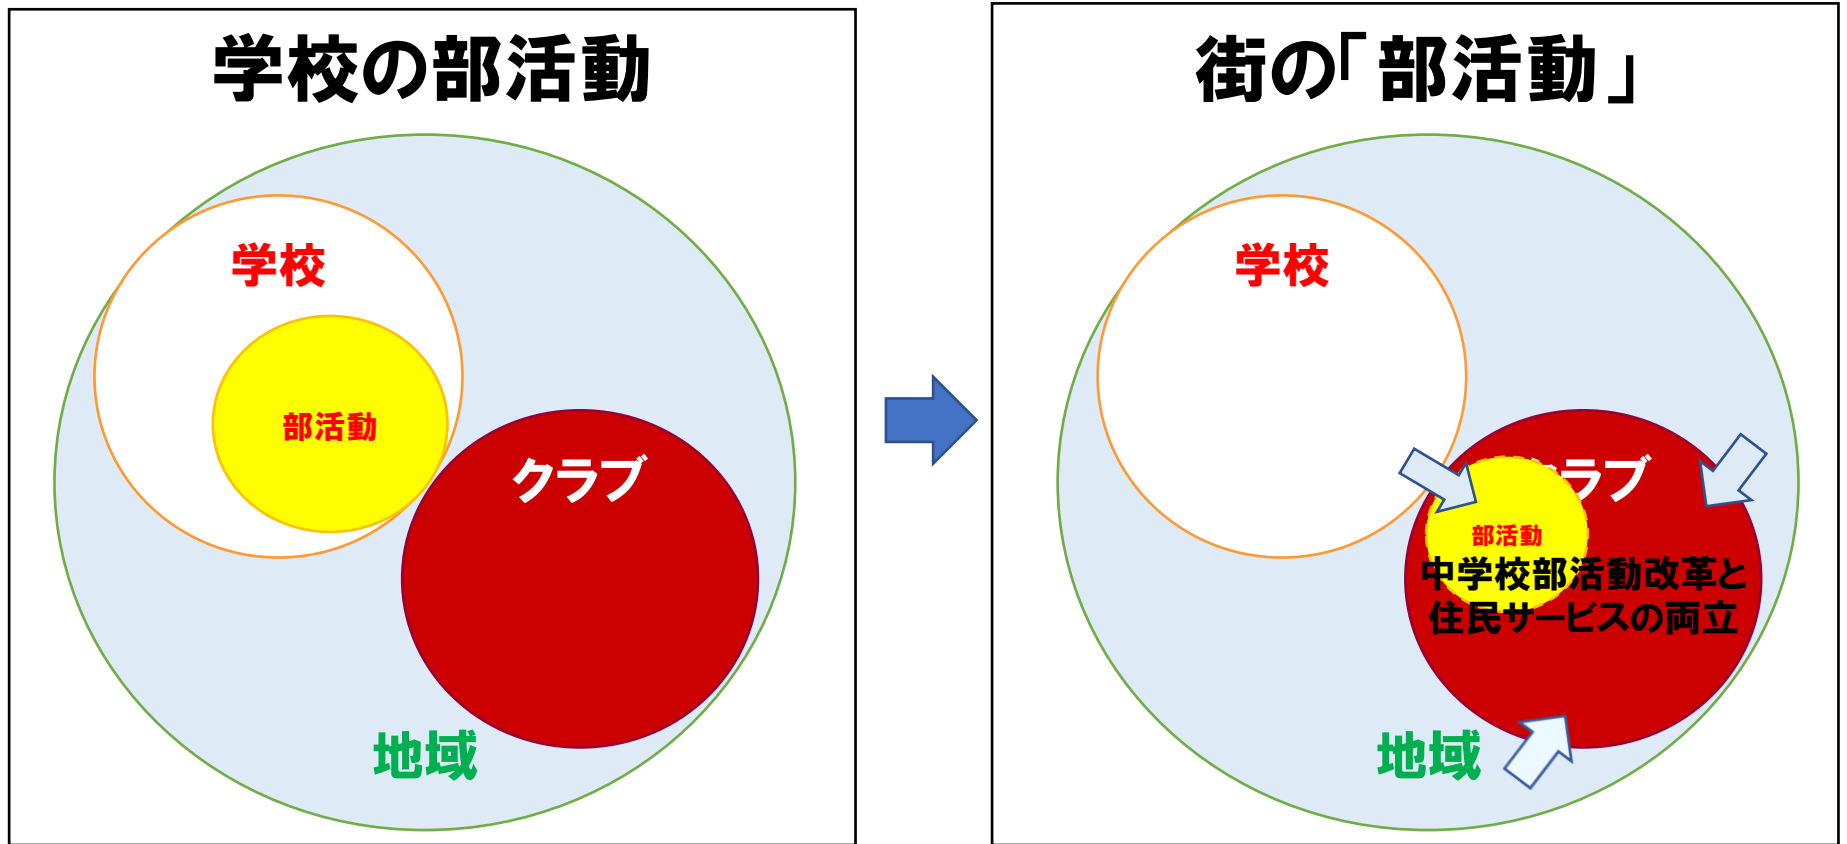 学校の部活動
学校
部活動
クラブ
地域
街の「部活動」
学校
ラブ
部活動
中学校部活動改革と
住民サービスの両立
地域